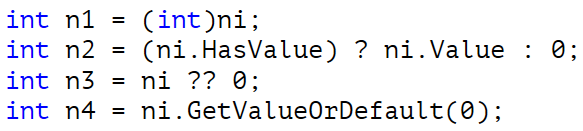 int n1 = (int)ni;
int n2 = (ni.HasValue) ? ni.Value : 0;
int n3 = ni ?? 0;
int n4 = ni.GetValueOrDefault(0);